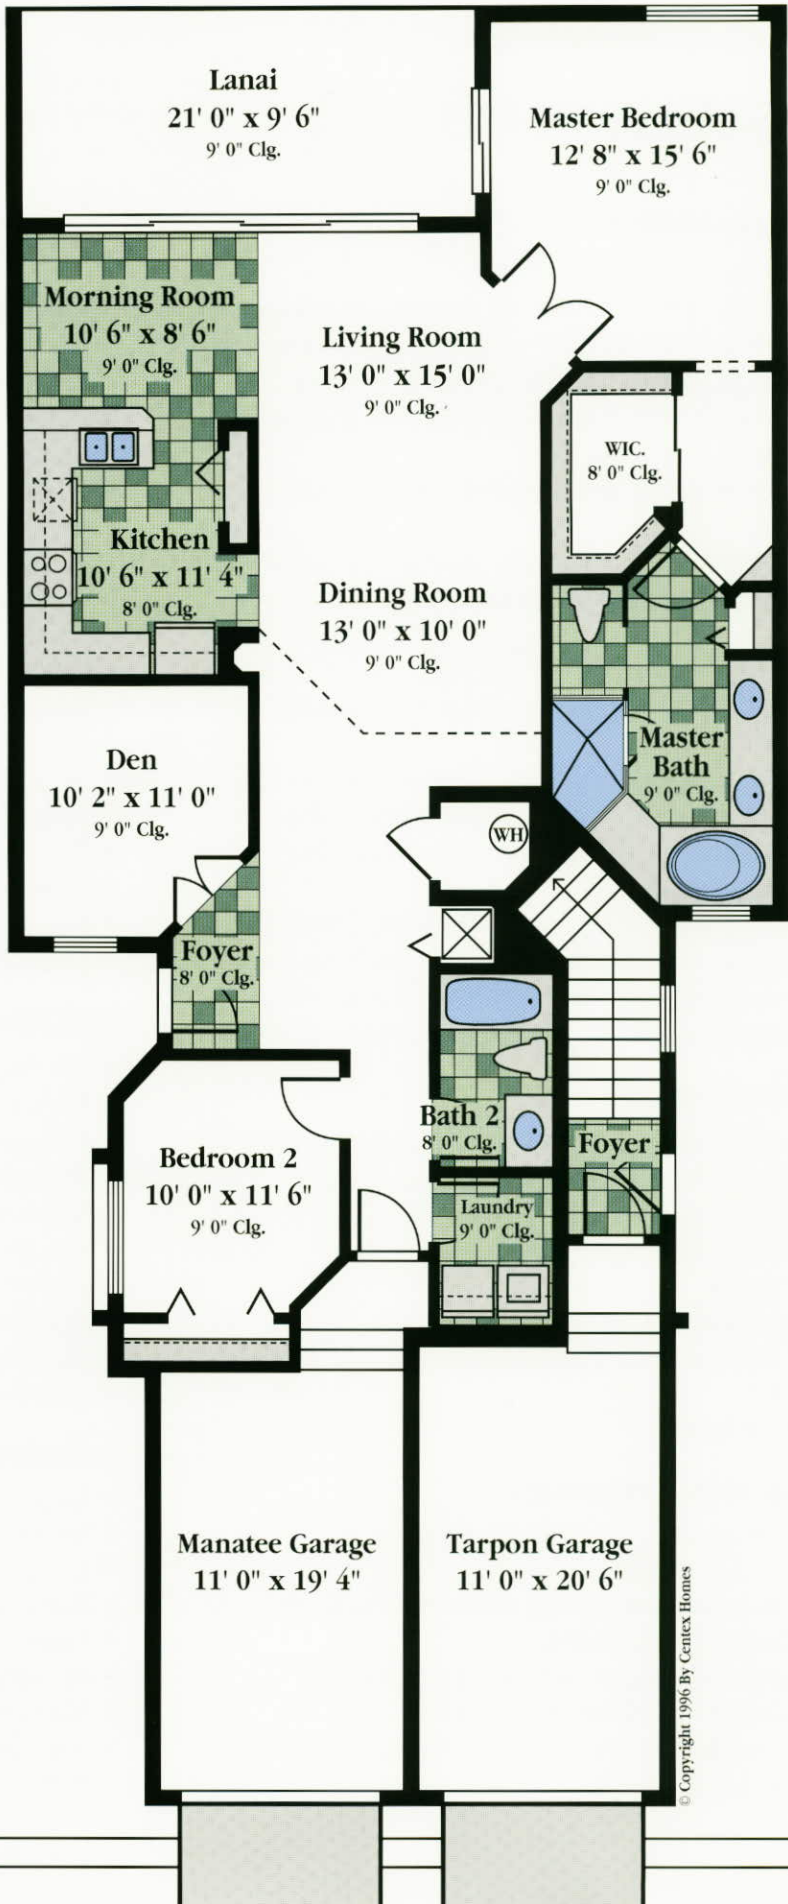 Lanai
21' 0" x 9' 6"
9' 0" Clg.
Master Bedroom
12' 8" x 15' 6"
9' 0" Clg.
Morning Room
10' 6" x 8' 6"
9' 0" Clg.
Living Room
13' 0" x 15' 0"
9' 0" Clg.
WIC.
8' 0" Clg.
Kitchen
10' 6" x 11' 4"
8' 0" Clg.
Dining Room
13' 0" x 10' 0"
9' 0" Clg.
Master
Bath
9' 0" Clg.
Den
10' 2" x 11' 0"
9' 0" Clg.
WH
Foyer
8' 0" Clg.
Bath 2
8' 0" Clg.
Foyer
Bedroom 2
10' 0" x 11' 6"
9' 0" Clg.
Laundry
9' 0" Clg.
Manatee Garage
11' 0" x 19' 4"
Tarpon Garage
11' 0" x 20' 6"
© Copyright 1996 By Centex Homes